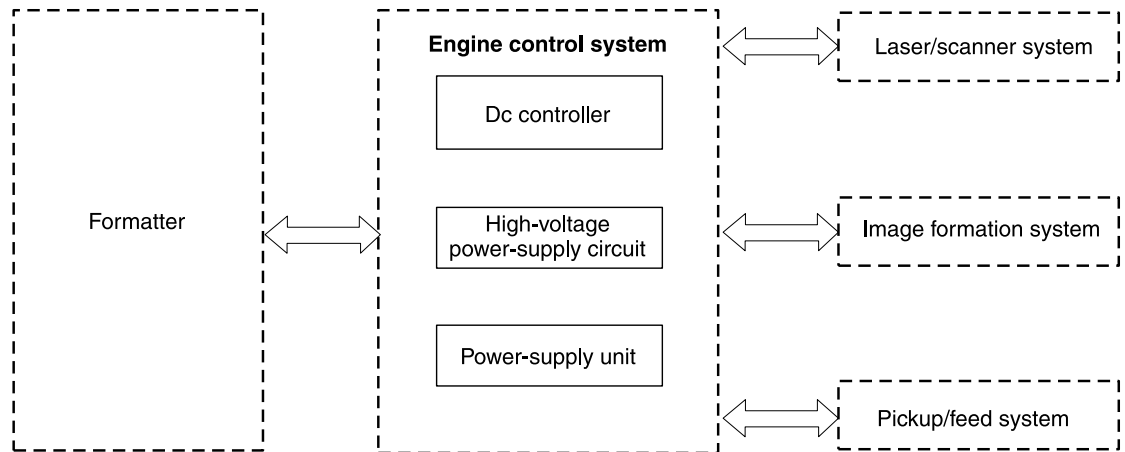 Formatter
Engine control system
Dc controller
High-voltage
power-supply circuit
Power-supply unit
Laser/scanner system
Image formation system
Pickup/feed system